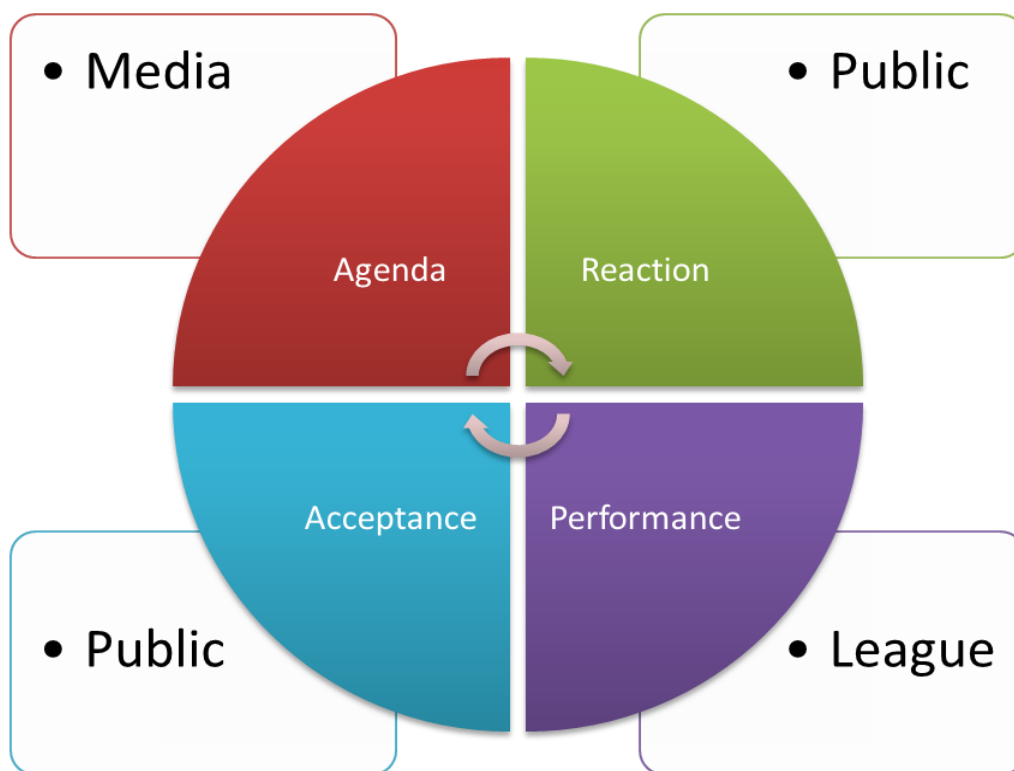 • Media
• Public
Agenda
Reaction
Acceptance
Performance
• Public
• League